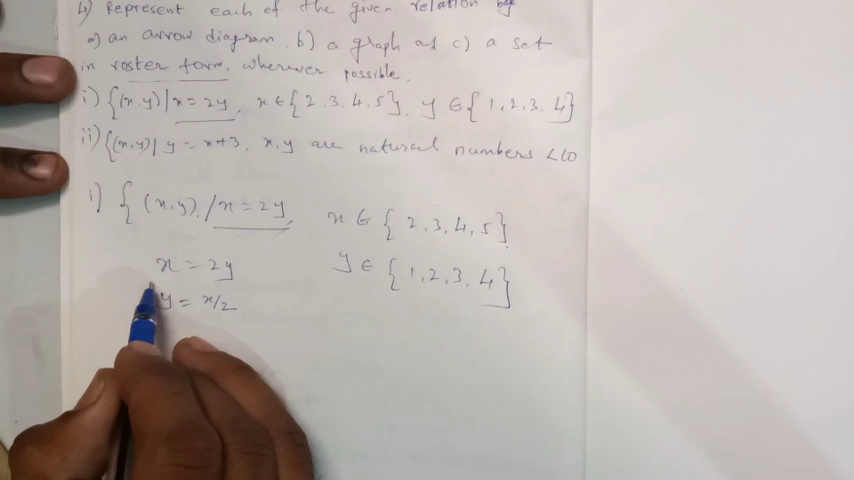 4) Represent each of the given relation by
a) an arrow diagram. b) a graph and c) a set
in roster form, wherever possible.
i) {(x,y)/x=2y, x∈{2.3.4,5}, y∈{1,2,3,4}
ii) {(x,y)/y=x+3, x,y are natural numbers <10
i) {(x,y)/x=2y, x∈{2,3,4,5}
y∈{1,2,3,4}
x=2y
y=x/2